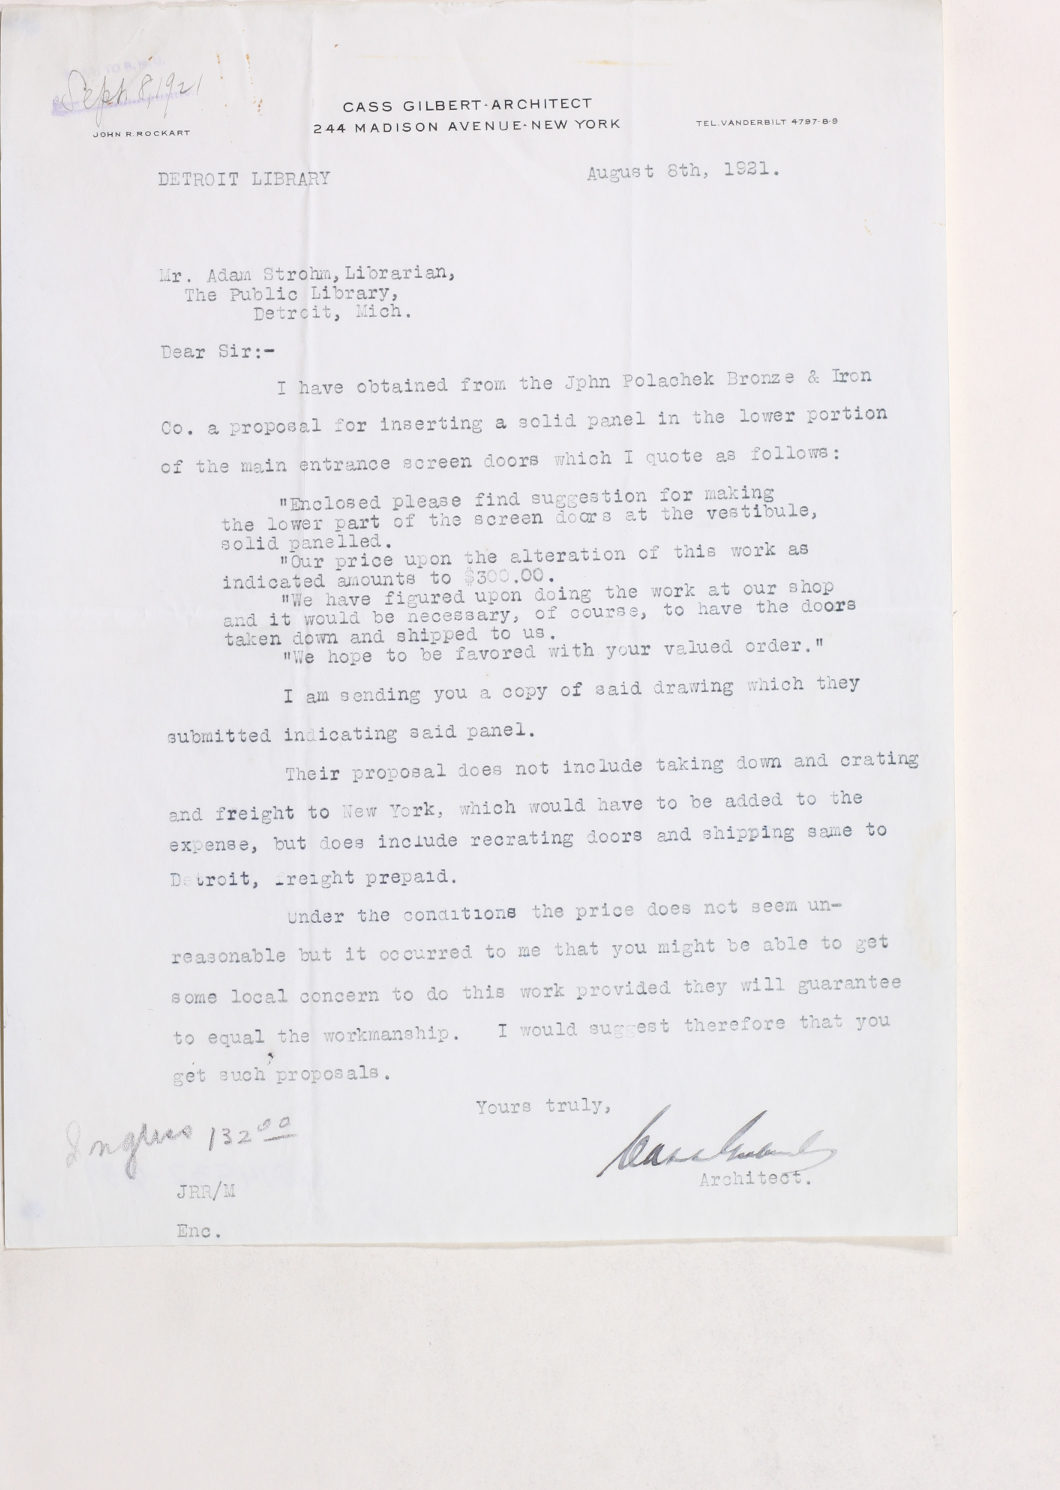 Sept. 8, 1921
CASS GILBERT·ARCHITECT
244 MADISON AVENUE·NEW YORK
JOHN R. ROCKART
TEL. VANDERBILT 4797-8-9
DETROIT LIBRARY
August 8th, 1921.
Mr. Adam Strohm, Librarian,
The Public Library,
Detroit, Mich.
Dear Sir:-
I have obtained from the Jphn Polachek Bronze & Iron
Co. a proposal for inserting a solid panel in the lower portion
of the main entrance screen doors which I quote as follows:
"Enclosed please find suggestion for making
the lower part of the screen doors at the vestibule,
solid panelled.
"Our price upon the alteration of this work as
indicated amounts to $300.00.
"We have figured upon doing the work at our shop
and it would be necessary, of course, to have the doors
taken down and shipped to us.
"We hope to be favored with your valued order."
I am sending you a copy of said drawing which they
submitted indicating said panel.
Their proposal does not include taking down and crating
and freight to New York, which would have to be added to the
expense, but does include recrating doors and shipping same to
Detroit, freight prepaid.
Under the conditions the price does not seem un-
reasonable but it occurred to me that you might be able to get
some local concern to do this work provided they will guarantee
to equal the workmanship. I would suggest therefore that you
get such proposals.
Yours truly,
132.00
Cass Gilbert
Architect.
JRR/M
Enc.